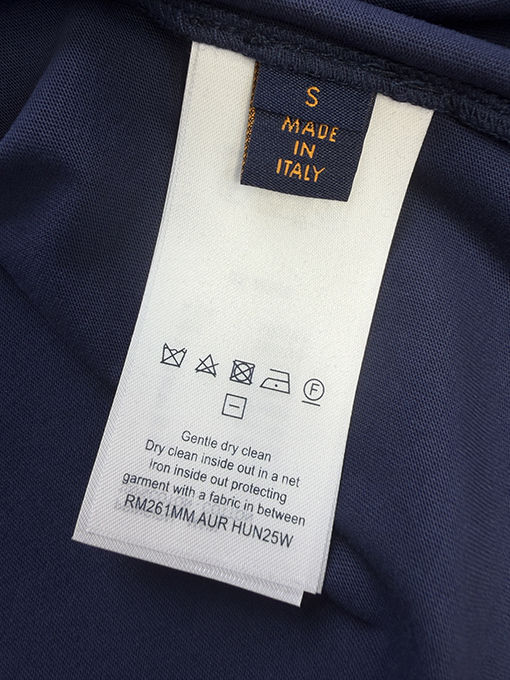 S
MADE
IN
ITALY
F
Gentle dry clean
Dry clean inside out in a net
Iron inside out protecting
garment with a fabric in between
RM261MM AUR HUN25W